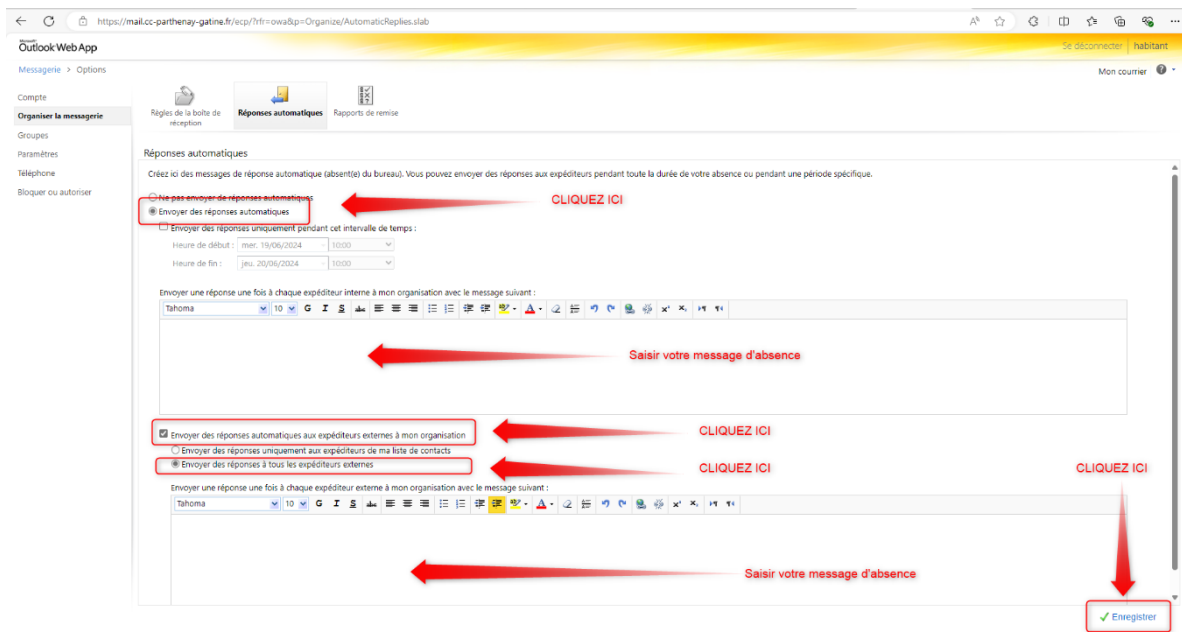 https://mail.cc-parthenay-gatine.fr/ecp/?rfr=owa&p=Organize/AutomaticReplies.slab
Microsoft®
Outlook Web App
Se déconnecter habitant
Messagerie > Options
Mon courrier
Compte
Organiser la messagerie
Groupes
Paramètres
Téléphone
Bloquer ou autoriser
Règles de la boîte de
réception
Réponses automatiques
Rapports de remise
Réponses automatiques
Créez ici des messages de réponse automatique (absent(e) du bureau). Vous pouvez envoyer des réponses aux expéditeurs pendant toute la durée de votre absence ou pendant une période spécifique.
Ne pas envoyer de réponses automatiques
CLIQUEZ ICI
Envoyer des réponses automatiques
Envoyer des réponses uniquement pendant cet intervalle de temps :
Heure de début : mer. 19/06/2024 10:00
Heure de fin : jeu. 20/06/2024 10:00
Envoyer une réponse une fois à chaque expéditeur interne à mon organisation avec le message suivant :
Tahoma 10 G I S abc
Saisir votre message d'absence
Envoyer des réponses automatiques aux expéditeurs externes à mon organisation
CLIQUEZ ICI
Envoyer des réponses uniquement aux expéditeurs de ma liste de contacts
Envoyer des réponses à tous les expéditeurs externes
CLIQUEZ ICI
CLIQUEZ ICI
Envoyer une réponse une fois à chaque expéditeur externe à mon organisation avec le message suivant :
Tahoma 10 G I S abc
Saisir votre message d'absence
Enregistrer